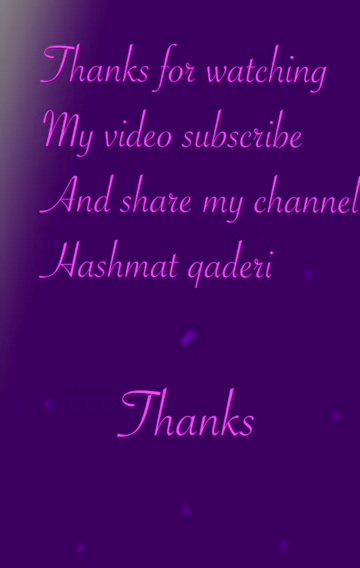 Thanks for watching
My video subscribe
And share my channel
Hashmat qaderi
Thanks